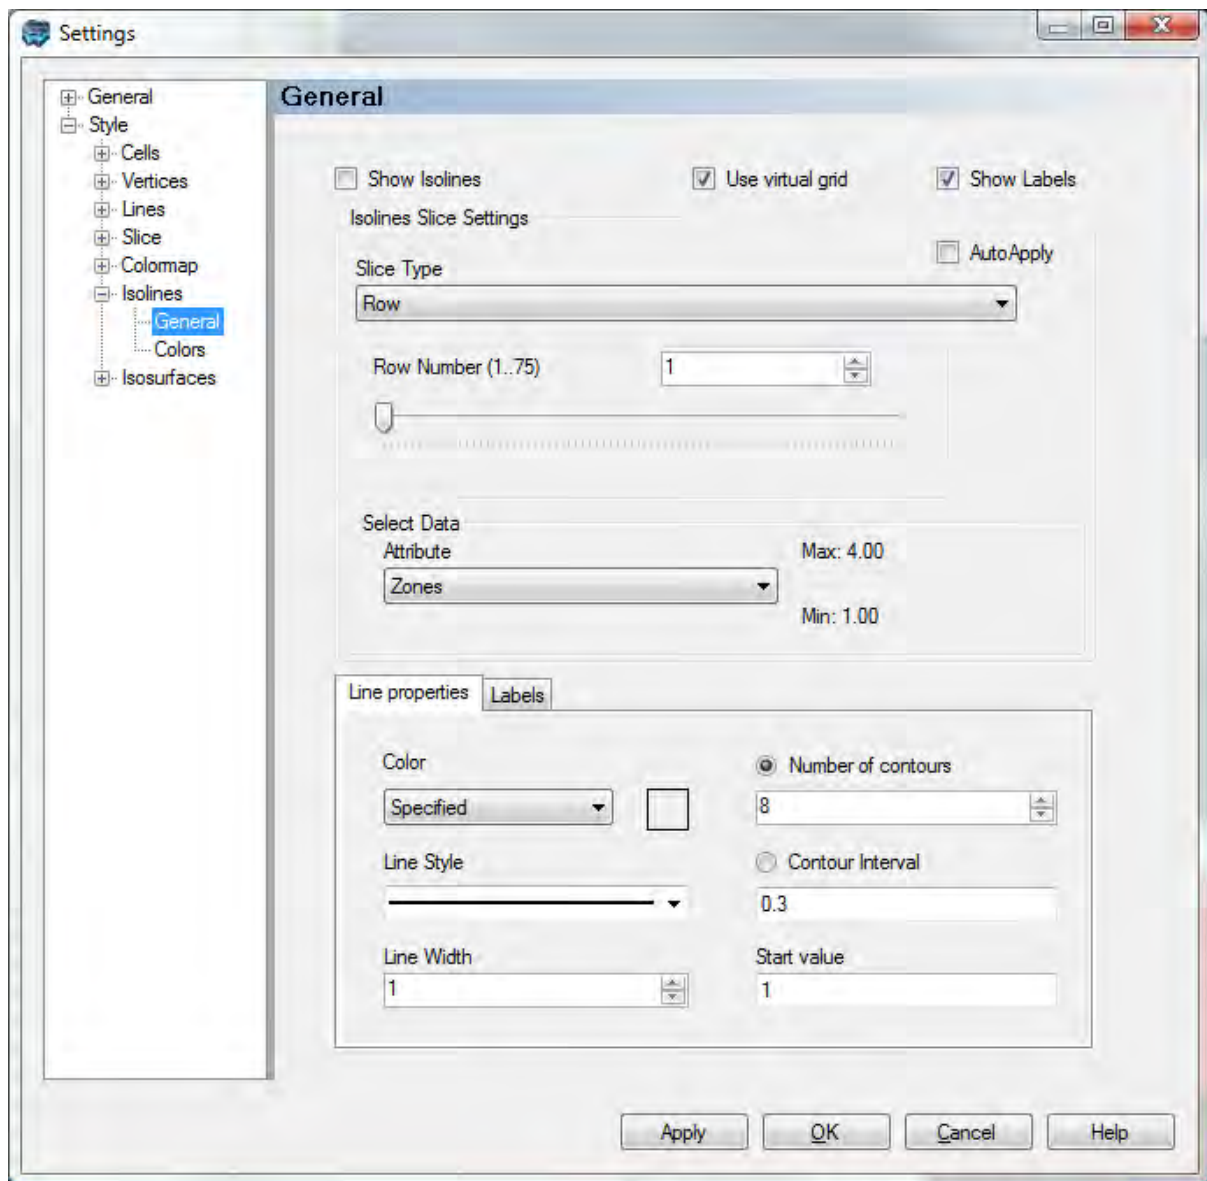 Settings
General
Style
Cells
Vertices
Lines
Slice
Colormap
Isolines
General
Colors
Isosurfaces
General
Show Isolines
Use virtual grid
Show Labels
Isolines Slice Settings
AutoApply
Slice Type
Row
Row Number (1..75)
1
Select Data
Attribute
Max: 4.00
Zones
Min: 1.00
Line properties
Labels
Color
Number of contours
Specified
8
Line Style
Contour Interval
0.3
Line Width
Start value
1
1
Apply
OK
Cancel
Help